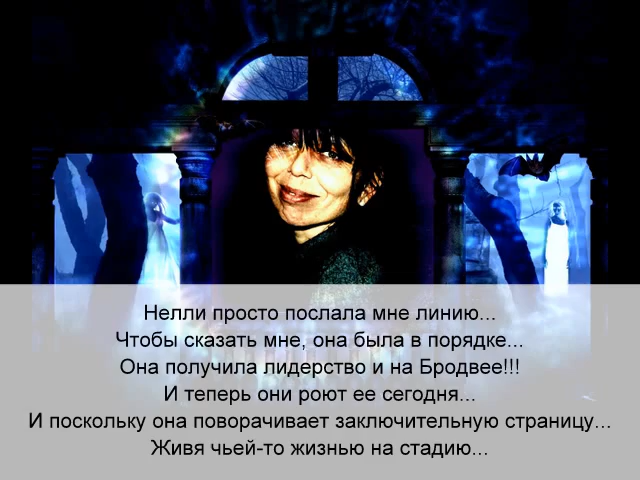 Нелли просто послала мне линию...
Чтобы сказать мне, она была в порядке...
Она получила лидерство и на Бродвее!!!
И теперь они роют ее сегодня...
И поскольку она поворачивает заключительную страницу...
Живя чьей-то жизнью на стадию...